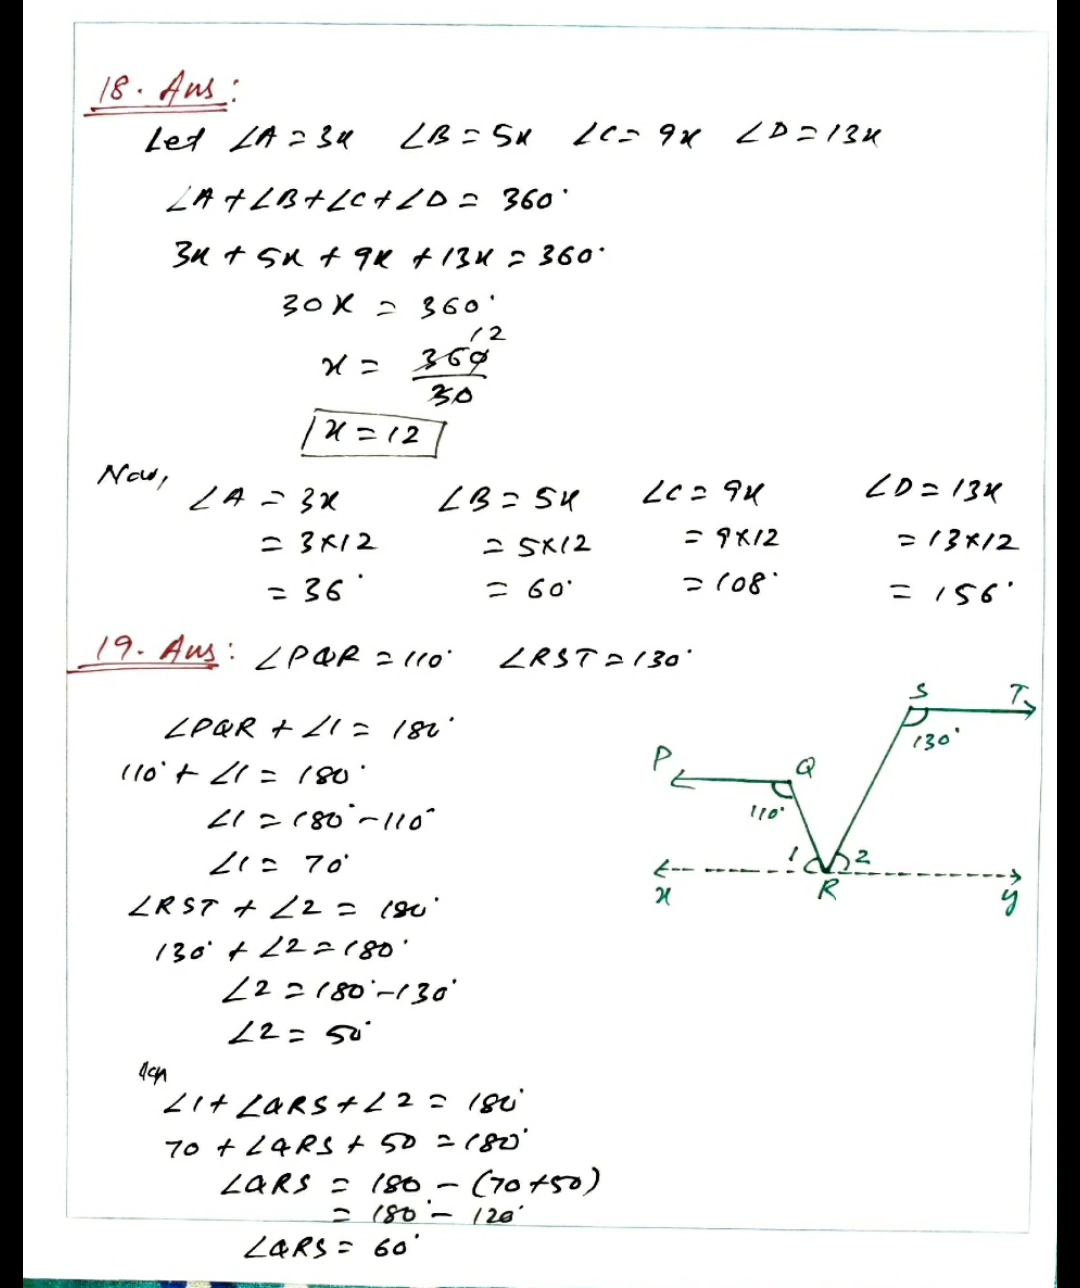 18. Ans:
Let ∠A = 3x ∠B = 5x ∠C = 9x ∠D = 13x
∠A + ∠B + ∠C + ∠D = 360°
3x + 5x + 9x + 13x = 360°
30x = 360°
12
x = 360/30
x = 12
Now,
∠A = 3x ∠B = 5x ∠C = 9x ∠D = 13x
= 3×12 = 5×12 = 9×12 = 13×12
= 36° = 60° = 108° = 156°
19. Ans: ∠PQR = 110° ∠RST = 130°
∠PQR + ∠1 = 180°
110° + ∠1 = 180°
∠1 = 180° - 110°
∠1 = 70°
∠RST + ∠2 = 180°
130° + ∠2 = 180°
∠2 = 180° - 130°
∠2 = 50°
∠1 + ∠QRS + ∠2 = 180°
70 + ∠QRS + 50 = 180°
∠QRS = 180 - (70+50)
= 180° - 120°
∠QRS = 60°
S T
130°
P Q
110°
1 2
x R y